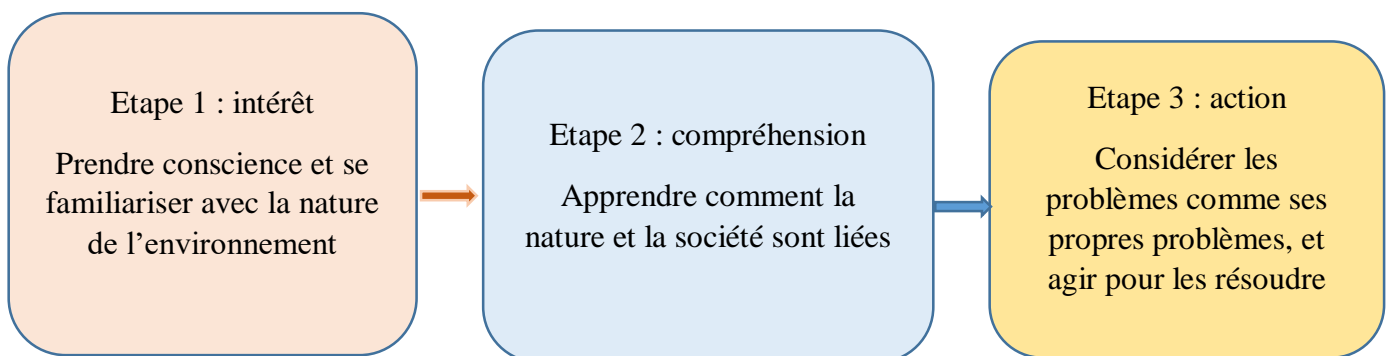 Etape 1 : intérêt
Prendre conscience et se
familiariser avec la nature
de l’environnement
Etape 2 : compréhension
Apprendre comment la
nature et la société sont liées
Etape 3 : action
Considérer les
problèmes comme ses
propres problèmes, et
agir pour les résoudre